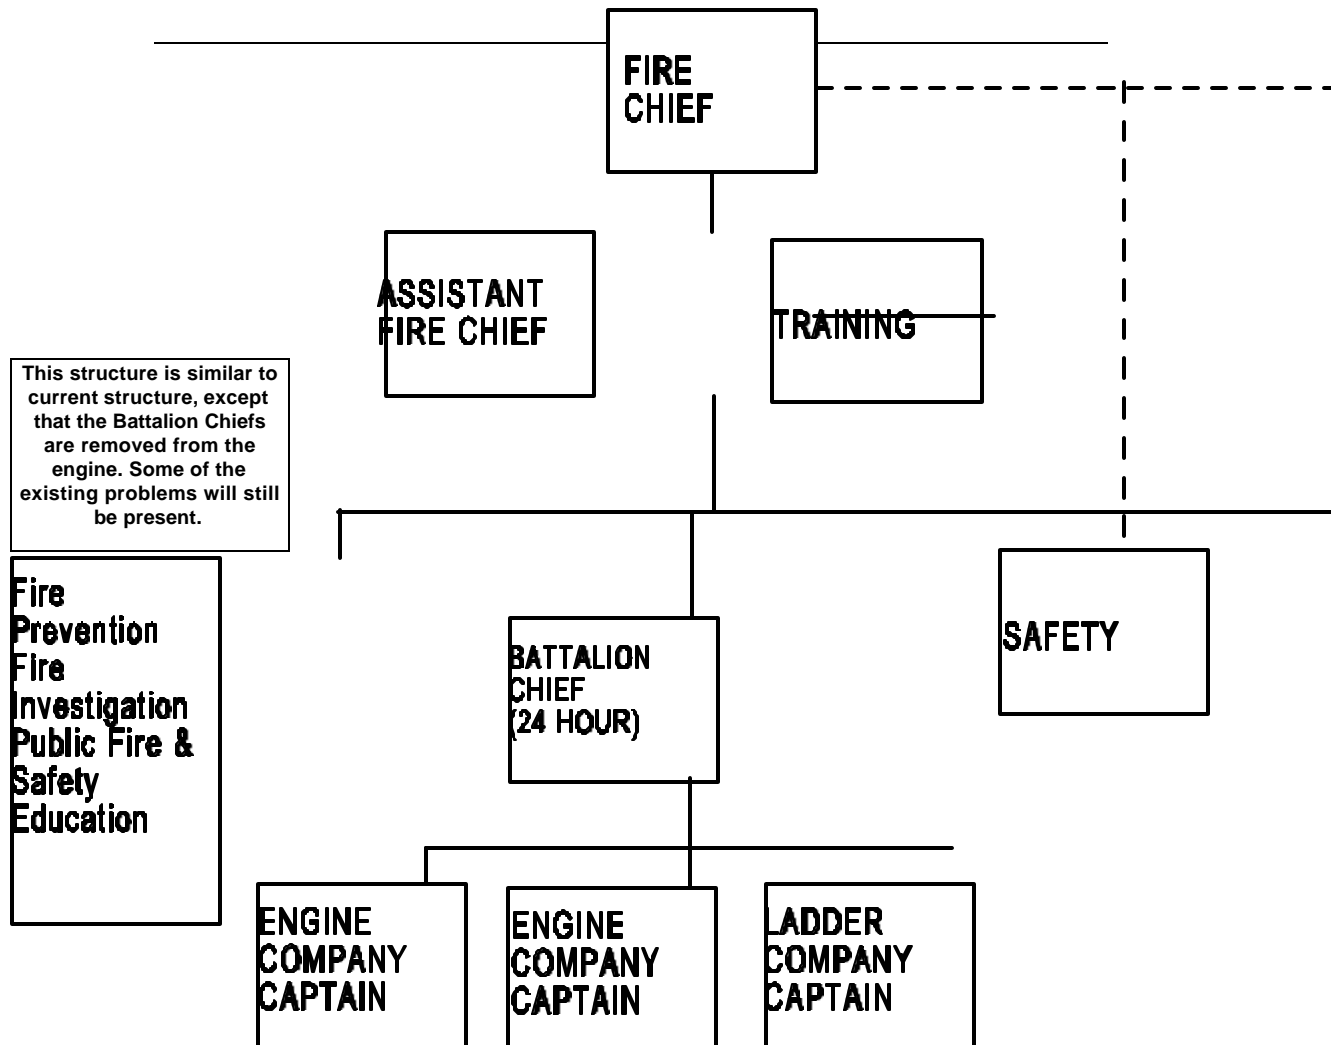 FIRE
CHIEF
ASSISTANT
FIRE CHIEF
TRAINING
This structure is similar to
current structure, except
that the Battalion Chiefs
are removed from the
engine. Some of the
existing problems will still
be present.
Fire
Prevention
Fire
Investigation
Public Fire &
Safety
Education
BATTALION
CHIEF
(24 HOUR)
SAFETY
ENGINE
COMPANY
CAPTAIN
ENGINE
COMPANY
CAPTAIN
LADDER
COMPANY
CAPTAIN